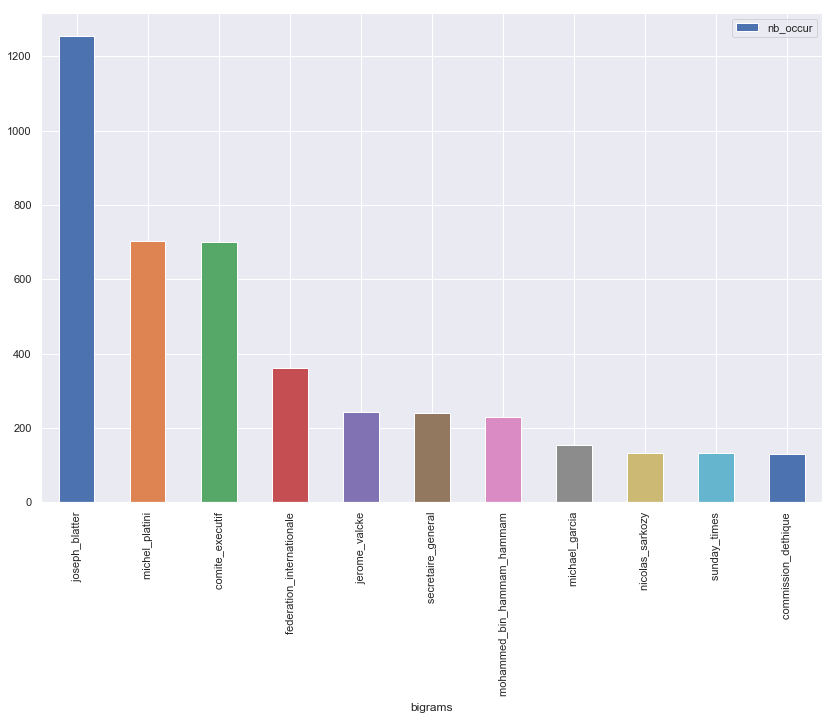 nb_occur
1200
1000
800
600
400
200
0
joseph_blatter
michel_platini
comite_executif
federation_internationale
jerome_valcke
secretaire_general
mohammed_bin_hammam_hammam
michael_garcia
nicolas_sarkozy
sunday_times
commission_dethique
bigrams